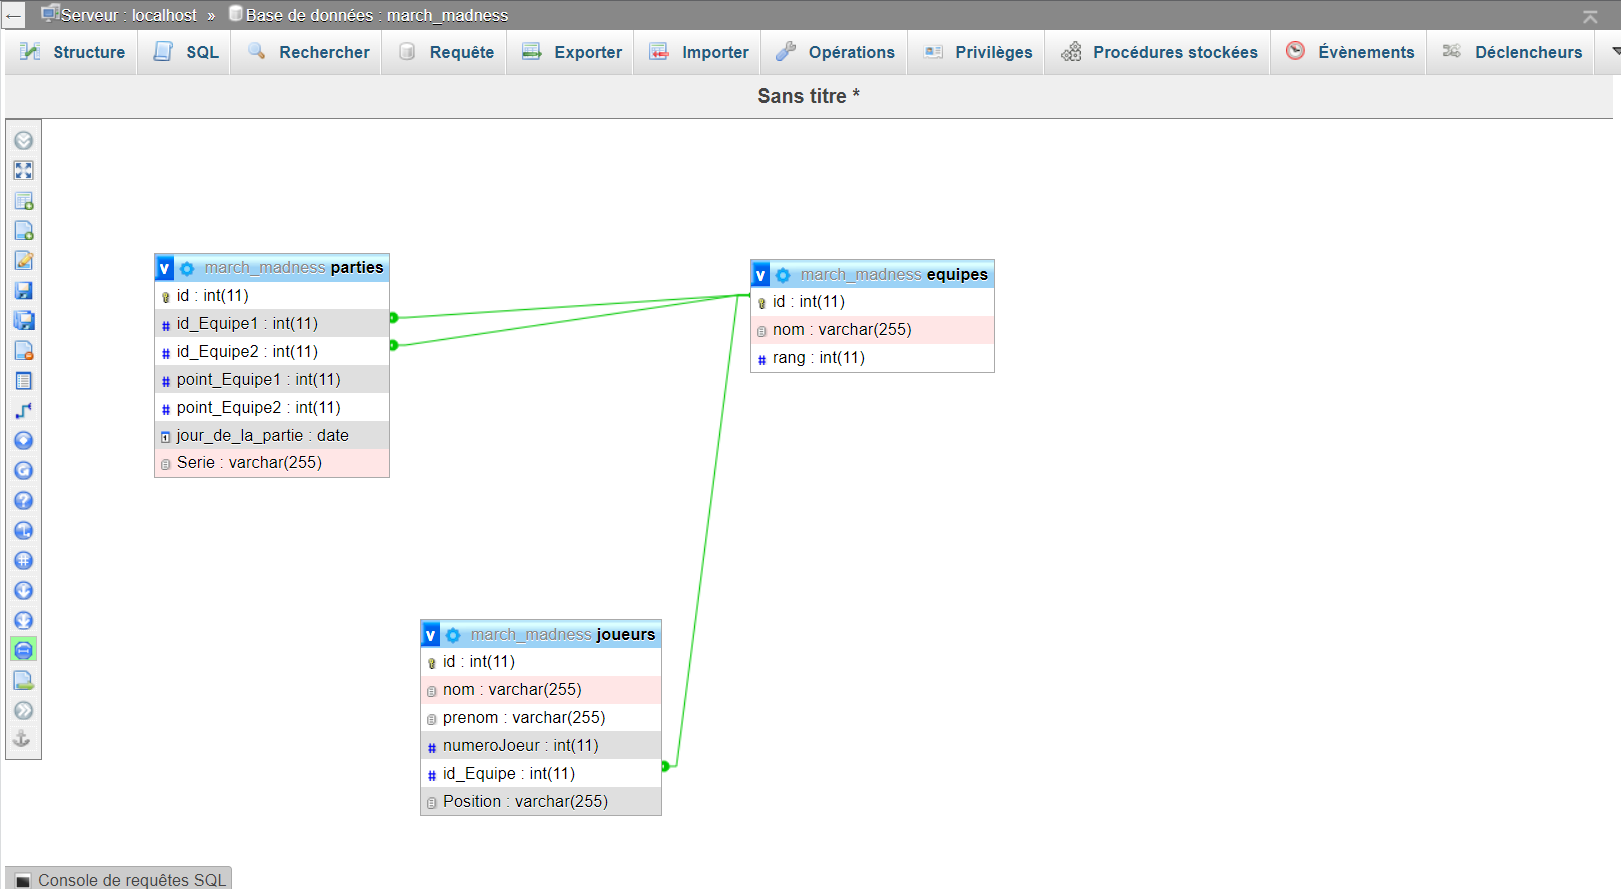 Serveur : localhost » Base de données : march_madness
Structure SQL Rechercher Requête Exporter Importer Opérations Privilèges Procédures stockées Évènements Déclencheurs
Sans titre *
v march_madness parties
id : int(11)
# id_Equipe1 : int(11)
# id_Equipe2 : int(11)
# point_Equipe1 : int(11)
# point_Equipe2 : int(11)
jour_de_la_partie : date
Serie : varchar(255)
v march_madness equipes
id : int(11)
nom : varchar(255)
# rang : int(11)
v march_madness joueurs
id : int(11)
nom : varchar(255)
prenom : varchar(255)
# numeroJoeur : int(11)
# id_Equipe : int(11)
Position : varchar(255)
Console de requêtes SQL